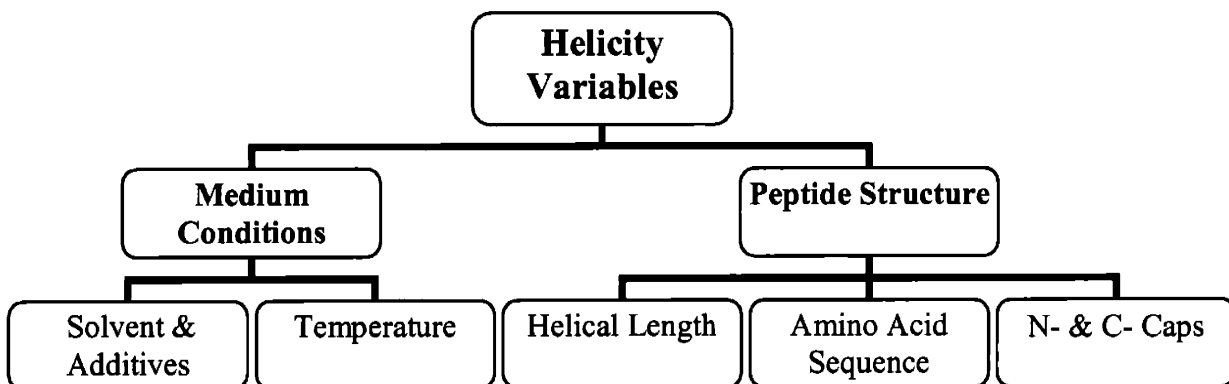 Helicity
Variables
Medium
Conditions
Peptide Structure
Solvent &
Additives
Temperature
Helical Length
Amino Acid
Sequence
N- & C- Caps